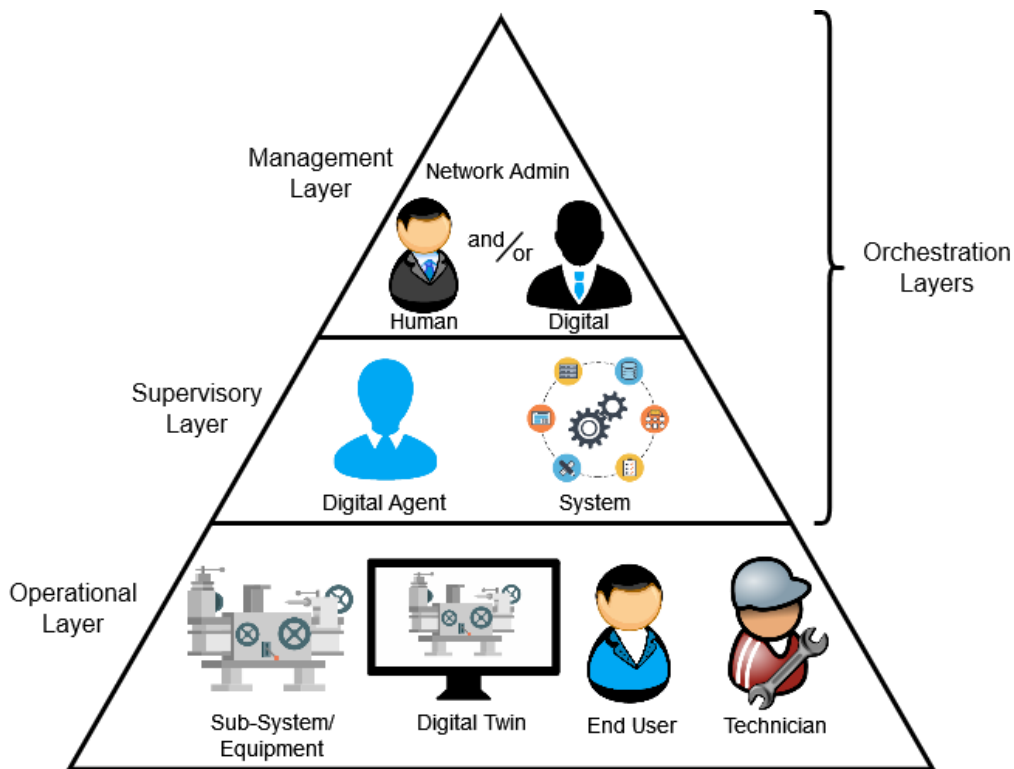 Management
Layer
Network Admin
and/or
Human
Digital
Orchestration
Layers
Supervisory
Layer
Digital Agent
System
Operational
Layer
Sub-System/
Equipment
Digital Twin
End User
Technician